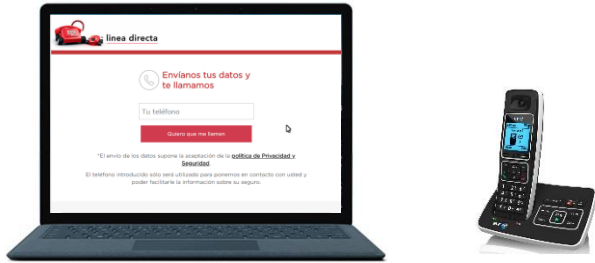 linea directa
Envíanos tus datos y
te llamamos
Tu teléfono
Quiero que me llamen
*El envío de los datos supone la aceptación de la política de Privacidad y
Seguridad.
El teléfono introducido sólo será utilizado para ponernos en contacto con usted y
poder facilitarle la información sobre su seguro.